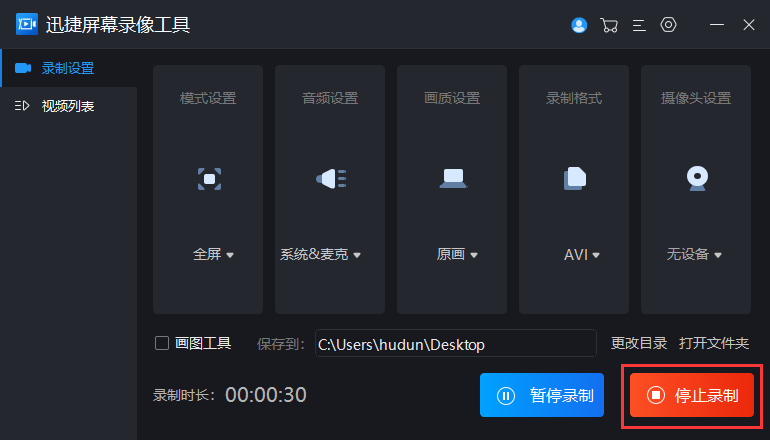 迅捷屏幕录像工具
录制设置
视频列表
模式设置 音频设置 画质设置 录制格式 摄像头设置
全屏 系统&麦克 原画 AVI 无设备
画图工具 保存到: C:\Users\hudun\Desktop 更改目录 打开文件夹
录制时长: 00:00:30 暂停录制 停止录制